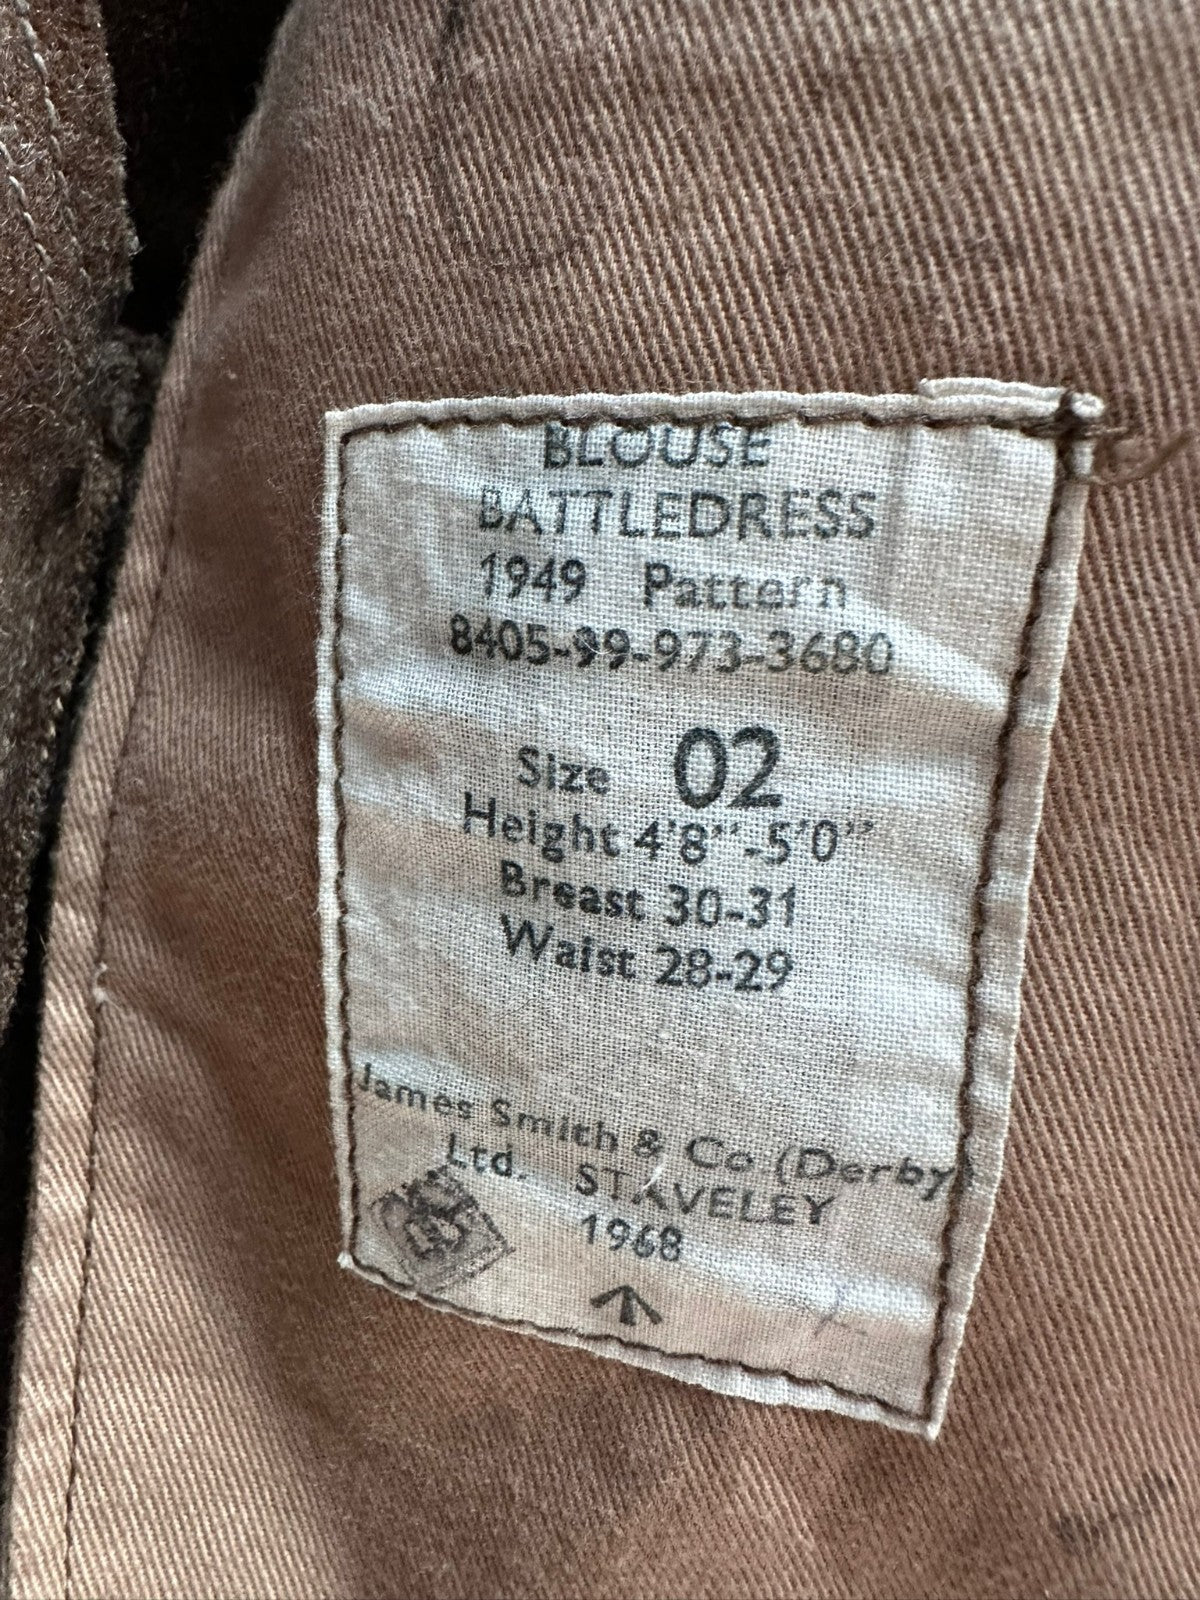 BLOUSE
BATTLEDRESS
1949 Pattern
8405-99-973-3680
Size 02
Height 4'8"-5'0"
Breast 30-31
Waist 28-29
James Smith & Co (Derby)
Ltd. STAVELEY
1968